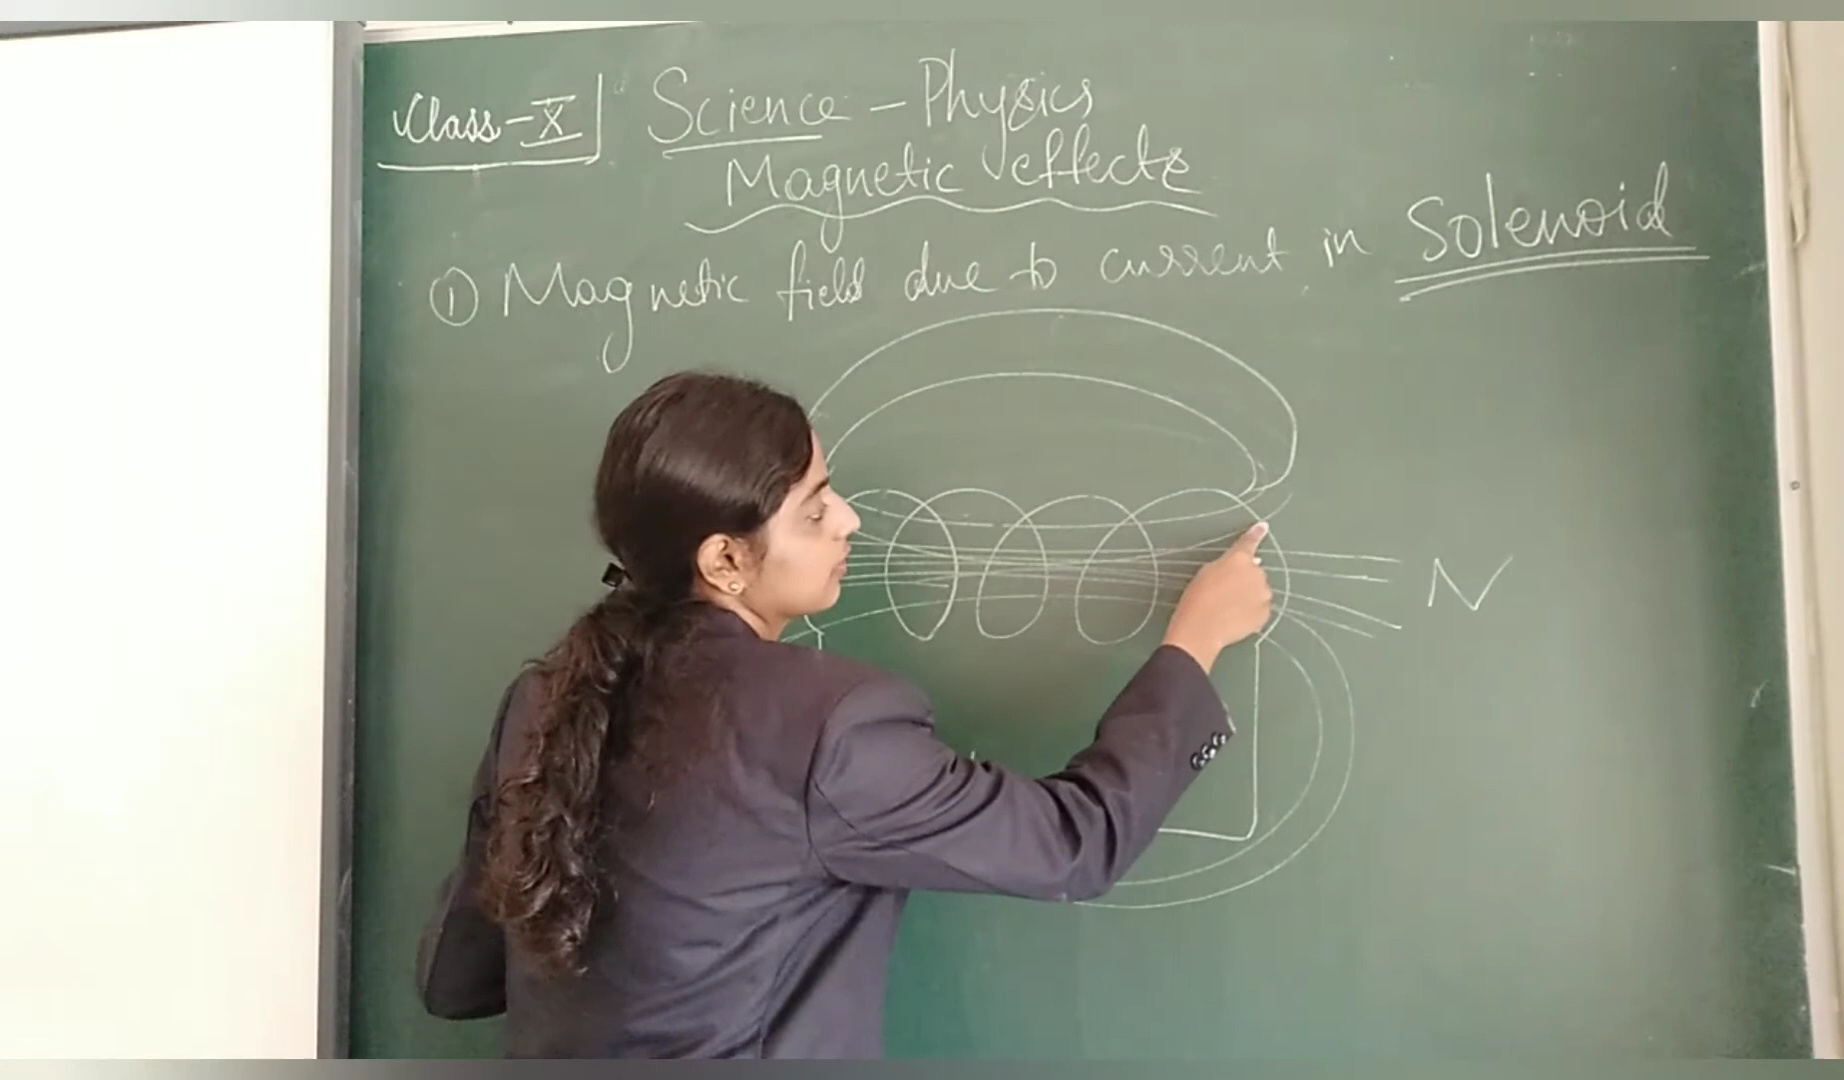 Class-X Science - Physics
Magnetic effects
① Magnetic field due to current in Solenoid
N